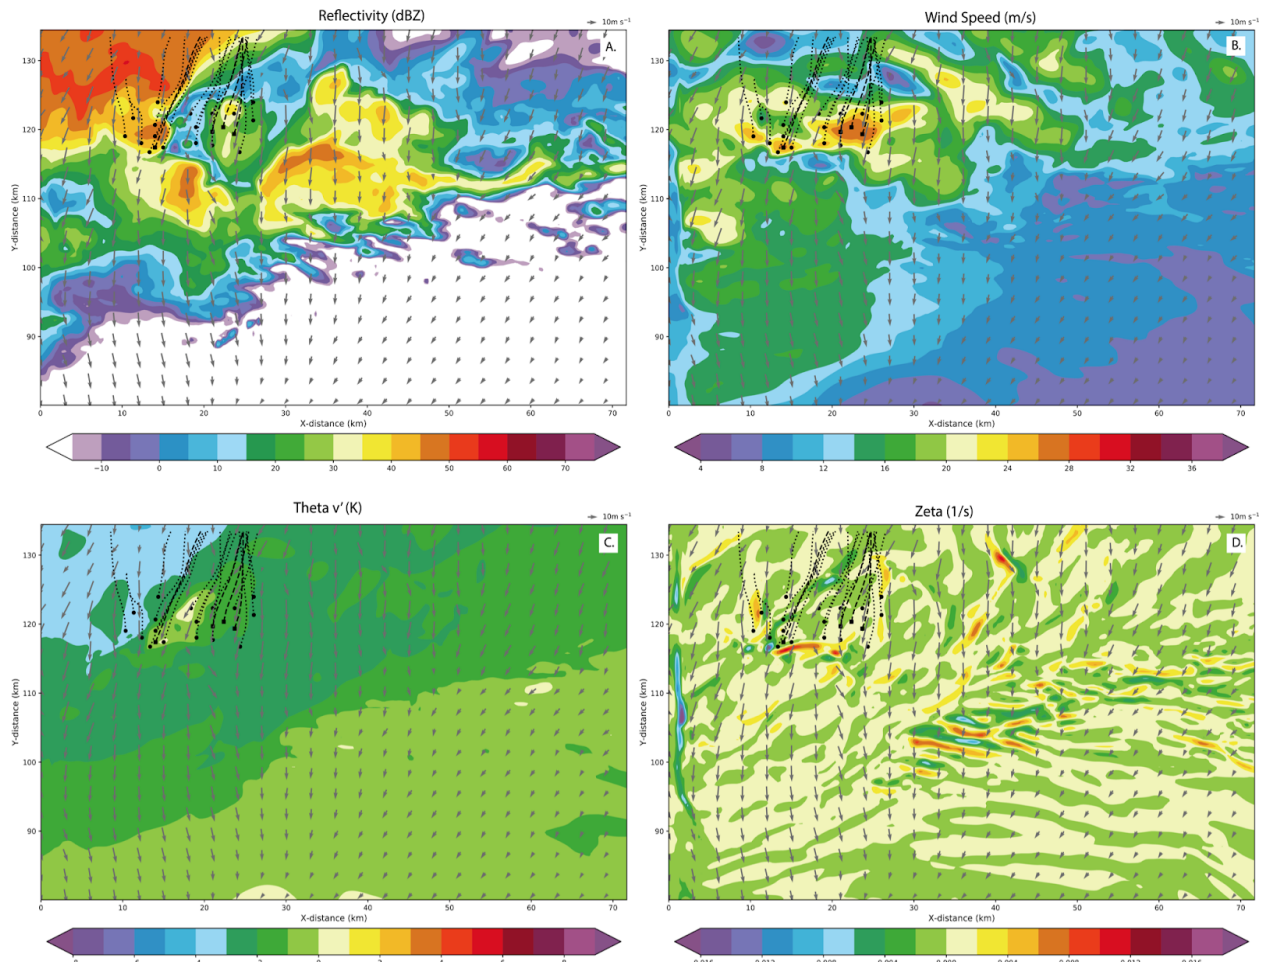 Reflectivity (dBZ)
10m s⁻¹
A.
130
120
110
100
90
Y-distance (km)
0 10 20 30 40 50 60 70
X-distance (km)
−10 0 10 20 30 40 50 60 70
Wind Speed (m/s)
10m s⁻¹
B.
130
120
110
100
90
Y-distance (km)
0 10 20 30 40 50 60 70
X-distance (km)
4 8 12 16 20 24 28 32 36
Theta v' (K)
10m s⁻¹
C.
130
120
110
100
90
Y-distance (km)
0 10 20 30 40 50 60 70
X-distance (km)
Zeta (1/s)
10m s⁻¹
D.
130
120
110
100
90
Y-distance (km)
0 10 20 30 40 50 60 70
X-distance (km)